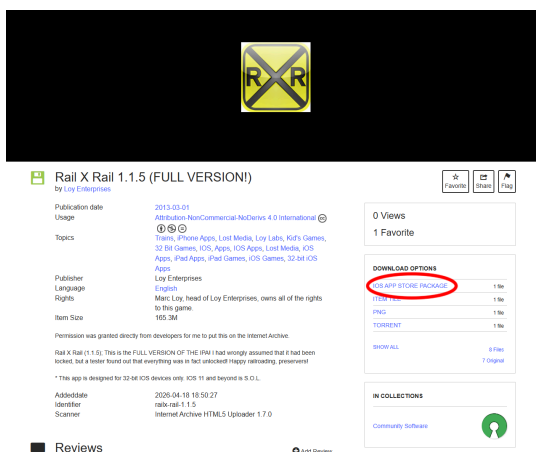 R R
Rail X Rail 1.1.5 (FULL VERSION!)
by Loy Enterprises
Favorite
Share
Flag
Publication date 2013-03-01
Usage Attribution-NonCommercial-NoDerivs 4.0 International
Topics Trains, iPhone Apps, Lost Media, Loy Labs, Kid's Games,
32 Bit Games, IOS, Apps, IOS Apps, Lost Media, iOS
Apps, iPad Apps, iPad Games, iOS Games, 32-bit iOS
Apps
Publisher Loy Enterprises
Language English
Rights Marc Loy, head of Loy Enterprises, owns all of the rights
to this game.
Item Size 165.3M
Permission was granted directly from developers for me to put this on the Internet Archive.
Rail X Rail (1.1.5); This is the FULL VERSION OF THE IPA! I had wrongly assumed that it had been
locked, but a tester found out that everything was in fact unlocked! Happy railroading, preservers!
* This app is designed for 32-bit IOS devices only. IOS 11 and beyond is S.O.L.
Addeddate 2026-04-18 18:50:27
Identifier railx-rail-1.1.5
Scanner Internet Archive HTML5 Uploader 1.7.0
Reviews
Add Review
0 Views
1 Favorite
DOWNLOAD OPTIONS
IOS APP STORE PACKAGE 1 file
ITEM TILE 1 file
PNG 1 file
TORRENT 1 file
SHOW ALL 8 Files
7 Original
IN COLLECTIONS
Community Software